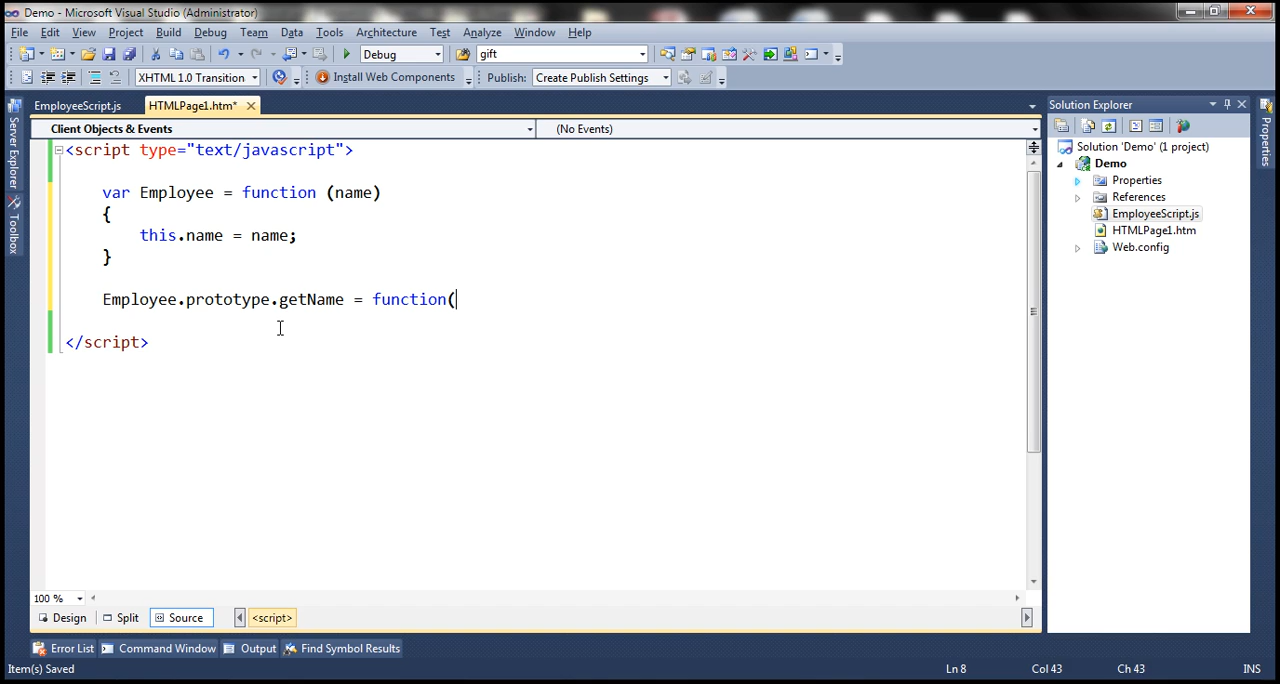 Demo - Microsoft Visual Studio (Administrator)
File Edit View Project Build Debug Team Data Tools Architecture Test Analyze Window Help
Debug gift
XHTML 1.0 Transition Install Web Components Publish: Create Publish Settings
EmployeeScript.js HTMLPage1.htm*
Client Objects & Events (No Events)
<script type="text/javascript">
var Employee = function (name)
{
this.name = name;
}
Employee.prototype.getName = function(
</script>
Solution Explorer
Solution 'Demo' (1 project)
Demo
Properties
References
EmployeeScript.js
HTMLPage1.htm
Web.config
Server Explorer
Toolbox
Properties
100 %
Design Split Source <script>
Error List Command Window Output Find Symbol Results
Item(s) Saved Ln 8 Col 43 Ch 43 INS